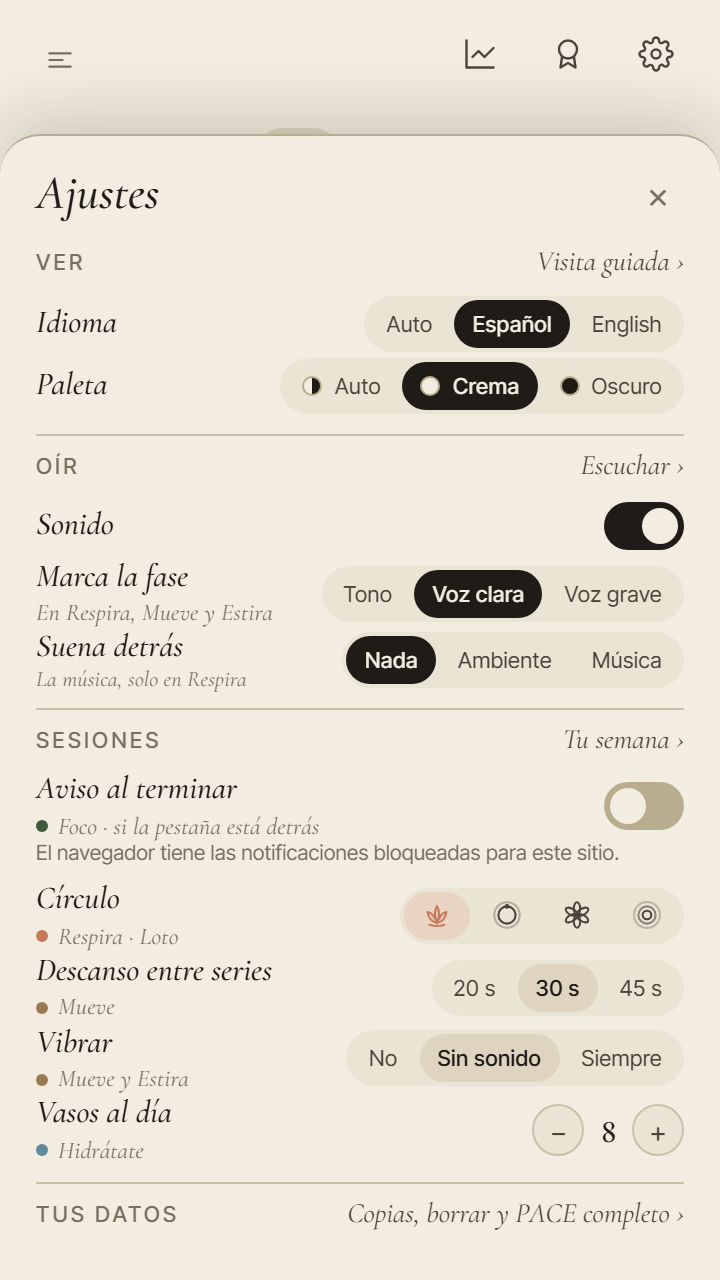 Ajustes
VER
Visita guiada ›
Idioma
Auto Español English
Paleta
Auto Crema Oscuro
OÍR
Escuchar ›
Sonido
Marca la fase
En Respira, Mueve y Estira
Tono Voz clara Voz grave
Suena detrás
La música, solo en Respira
Nada Ambiente Música
SESIONES
Tu semana ›
Aviso al terminar
Foco · si la pestaña está detrás
El navegador tiene las notificaciones bloqueadas para este sitio.
Círculo
Respira · Loto
Descanso entre series
Mueve
20 s 30 s 45 s
Vibrar
Mueve y Estira
No Sin sonido Siempre
Vasos al día
Hidrátate
− 8 +
TUS DATOS
Copias, borrar y PACE completo ›